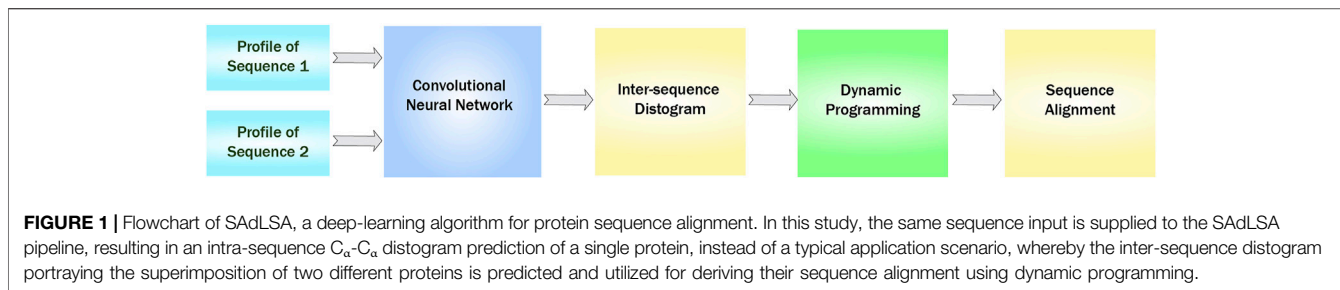 Profile of
Sequence 1
Profile of
Sequence 2
Convolutional
Neural Network
Inter-sequence
Distogram
Dynamic
Programming
Sequence
Alignment
FIGURE 1 | Flowchart of SAdLSA, a deep-learning algorithm for protein sequence alignment. In this study, the same sequence input is supplied to the SAdLSA
pipeline, resulting in an intra-sequence Cα-Cα distogram prediction of a single protein, instead of a typical application scenario, whereby the inter-sequence distogram
portraying the superimposition of two different proteins is predicted and utilized for deriving their sequence alignment using dynamic programming.